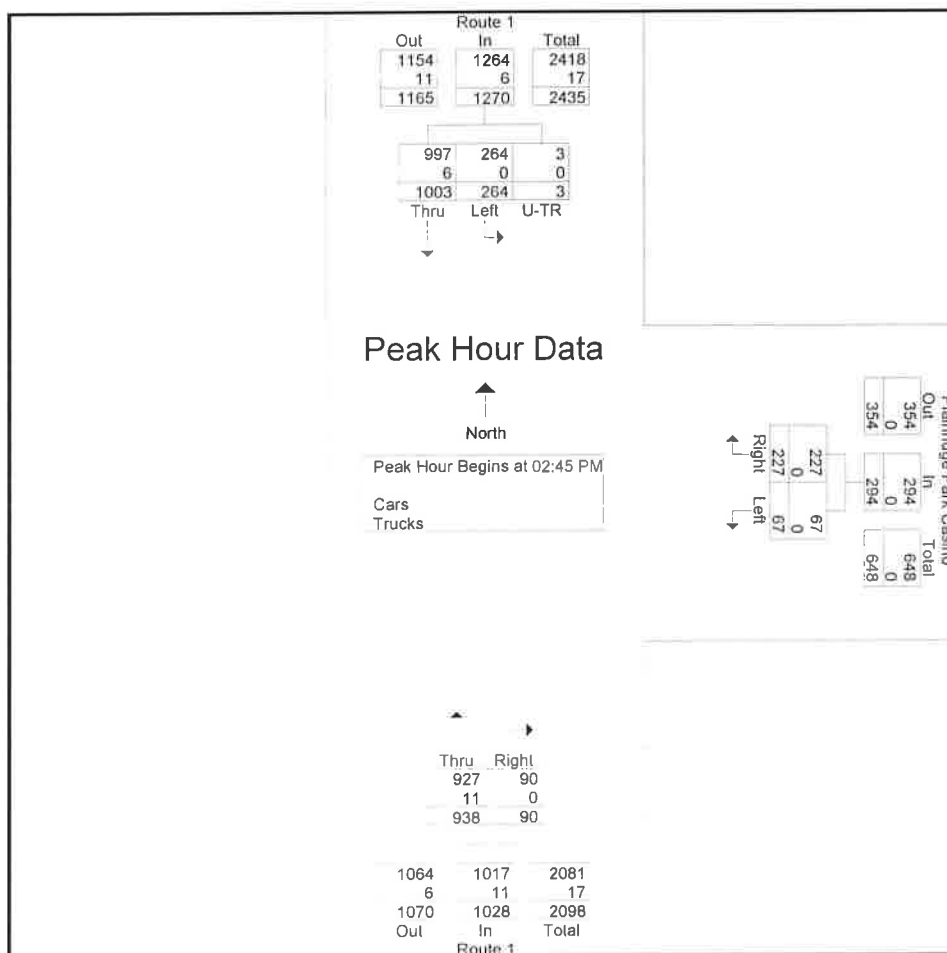 Route 1
Out In Total
1154 1264 2418
11 6 17
1165 1270 2435
997 264 3
6 0 0
1003 264 3
Thru Left U-TR
Peak Hour Data
North
Peak Hour Begins at 02:45 PM
Cars
Trucks
Right Left
227 67
0 0
227 67
Out In Total
354 294 648
0 0 0
354 294 648
Park Casino
Thru Right
927 90
11 0
938 90
1064 1017 2081
6 11 17
1070 1028 2098
Out In Total
Route 1